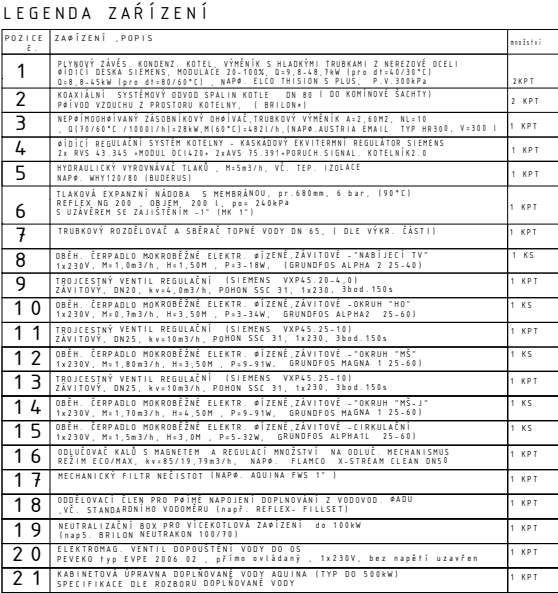 LEGENDA ZAŘÍZENÍ
POZICE č. ZAØÍZENÍ ,POPIS množství
1 PLYNOVÝ ZÁVĚS. KONDENZ. KOTEL, VÝMĚNÍK S HLADKÝMI TRUBKAMI Z NEREZOVÉ OCELI
ØIDICÍ DESKA SIEMENS, MODULACE 20-100%, Q=9,8-48,7kW (pro dt=40/30°C)
Q=8,8-45kW (pro dt=80/60°C) , NAPØ. ELCO THISION S PLUS, P.V.300kPa 2KPT
2 KOAXIÁLNÍ SYSTÉMOVÝ ODVOD SPALIN KOTLE DN 80 ( DO KOMÍNOVÉ ŠACHTY)
PØÍVOD VZDUCHU Z PROSTORU KOTELNY, ( BRILON*) 2 KPT
3 NEPØÍMOOHØÍVANÝ ZÁSOBNÍKOVÝ OHØÍVAČ,TRUBKOVÝ VÝMĚNÍK A=2,60M2, NL=10
, Q(70/60°C /1000l/h)=28kW,M(60°C)=482l/h,(NAPØ.AUSTRIA EMAIL TYP HR300, V=300 l 1 KPT
4 ØÍDÍCÍ REGULAČNÍ SYSTÉM KOTELNY - KASKÁDOVÝ EKVITERMNÍ REGULÁTOR SIEMENS
2x RVS 43.345 +MODUL OCI420+ 2xAVS 75.391+PORUCH.SIGNAL. KOTELNÍK2.0 1 KPT
5 HYDRAULICKÝ VYROVNÁVAČ TLAKŮ , M=5m3/h, VČ. TEP. IZOLACE
NAPØ. WHY120/80 (BUDERUS) 1 KPT
6 TLAKOVÁ EXPANZNÍ NÁDOBA S MEMBRÁNOU, pr.680mm, 6 bar, (90°C)
REFLEX NG 200 , OBJEM 200 l, po= 240kPa
S UZÁVĚREM SE ZAJIŠTĚNÍM -1" (MK 1") 1 KPT
7 TRUBKOVÝ ROZDĚLOVAČ A SBĚRAČ TOPNÉ VODY DN 65, ( DLE VÝKR. ČÁSTI) 1 KPT
8 OBĚH. ČERPADLO MOKROBĚŽNÉ ELEKTR. ØÍZENÉ,ZÁVITOVÉ -"NABÍJECÍ TV"
1x230V, M=1,0m3/h, H=1,50M , P=3-18W, (GRUNDFOS ALPHA 2 25-40) 1 KS
9 TROJCESTNÝ VENTIL REGULAČNÍ (SIEMENS VXP45.20-4,0)
ZÁVITOVÝ, DN20, kv=4,0m3/h, POHON SSC 31, 1x230, 3bod.150s 1 KPT
10 OBĚH. ČERPADLO MOKROBĚŽNÉ ELEKTR. ØÍZENÉ,ZÁVITOVÉ -OKRUH "HO"
1x230V, M=0,7m3/h, H=3,50M , P=3-34W, GRUNDFOS ALPHA2 25-60) 1 KS
11 TROJCESTNÝ VENTIL REGULAČNÍ (SIEMENS VXP45.25-10)
ZÁVITOVÝ, DN25, kv=10m3/h, POHON SSC 31, 1x230, 3bod.150s 1 KPT
12 OBĚH. ČERPADLO MOKROBĚŽNÉ ELEKTR. ØÍZENÉ,ZÁVITOVÉ -"OKRUH "MŠ"
1x230V, M=1,80m3/h, H=3,50M , P=9-91W, GRUNDFOS MAGNA 1 25-60) 1 KS
13 TROJCESTNÝ VENTIL REGULAČNÍ (SIEMENS VXP45.25-10)
ZÁVITOVÝ, DN25, kv=10m3/h, POHON SSC 31, 1x230, 3bod.150s 1 KPT
14 OBĚH. ČERPADLO MOKROBĚŽNÉ ELEKTR. ØÍZENÉ,ZÁVITOVÉ -"OKRUH "MŠ-J"
1x230V, M=1,70m3/h, H=4,50M , P=9-91W, GRUNDFOS MAGNA 1 25-60) 1 KS
15 OBĚH. ČERPADLO MOKROBĚŽNÉ ELEKTR. ØÍZENÉ,ZÁVITOVÉ -CIRKULAČNÍ
1x230V, M=1,5m3/h, H=3,0M , P=5-32W, GRUNDFOS ALPHA1L 25-60) 1 KS
16 ODLUČOVAČ KALŮ S MAGNETEM A REGULACÍ MNOŽSTVÍ NA ODLUČ. MECHANISMUS
REŽIM ECO/MAX, kv=85/19,79m3/h, NAPØ. FLAMCO X-STREAM CLEAN DN50 1 KPT
17 MECHANICKÝ FILTR NEČISTOT (NAPØ. AQUINA FWS 1" ) 1 KPT
18 ODDĚLOVACÍ ČLEN PRO PØÍMÉ NAPOJENÍ DOPLNOVÁNÍ Z VODOVOD. ØADU
,VČ. STANDARDNÍHO VODOMĚRU (např. REFLEX- FILLSET) 1 KPT
19 NEUTRALIZAČNÍ BOX PRO VÍCEKOTLOVÁ ZAØÍZENÍ do 100kW
(nap5. BRILON NEUTRAKON 100/70) 1 KPT
20 ELEKTROMAG. VENTIL DOPOUŠTĚNÍ VODY DO OS
PEVEKO typ EVPE 2006.02 , přímo ovládaný , 1x230V, bez napětí uzavřen 1 KPT
21 KABINETOVÁ ÚPRAVNA DOPLŇOVANÉ VODY AQUINA (TYP DO 500kW)
SPECIFIKACE DLE ROZBORU DOPLŇOVANÉ VODY 1 KPT